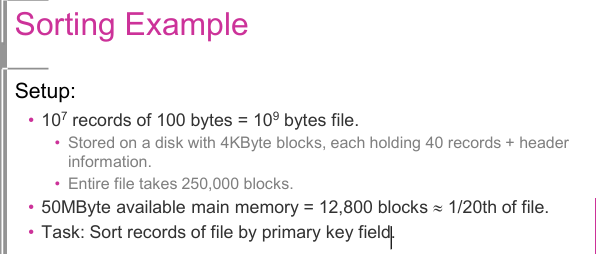 Sorting Example
Setup:
• 10⁷ records of 100 bytes = 10⁹ bytes file.
• Stored on a disk with 4KByte blocks, each holding 40 records + header
information.
• Entire file takes 250,000 blocks.
• 50MByte available main memory = 12,800 blocks ≈ 1/20th of file.
• Task: Sort records of file by primary key field.